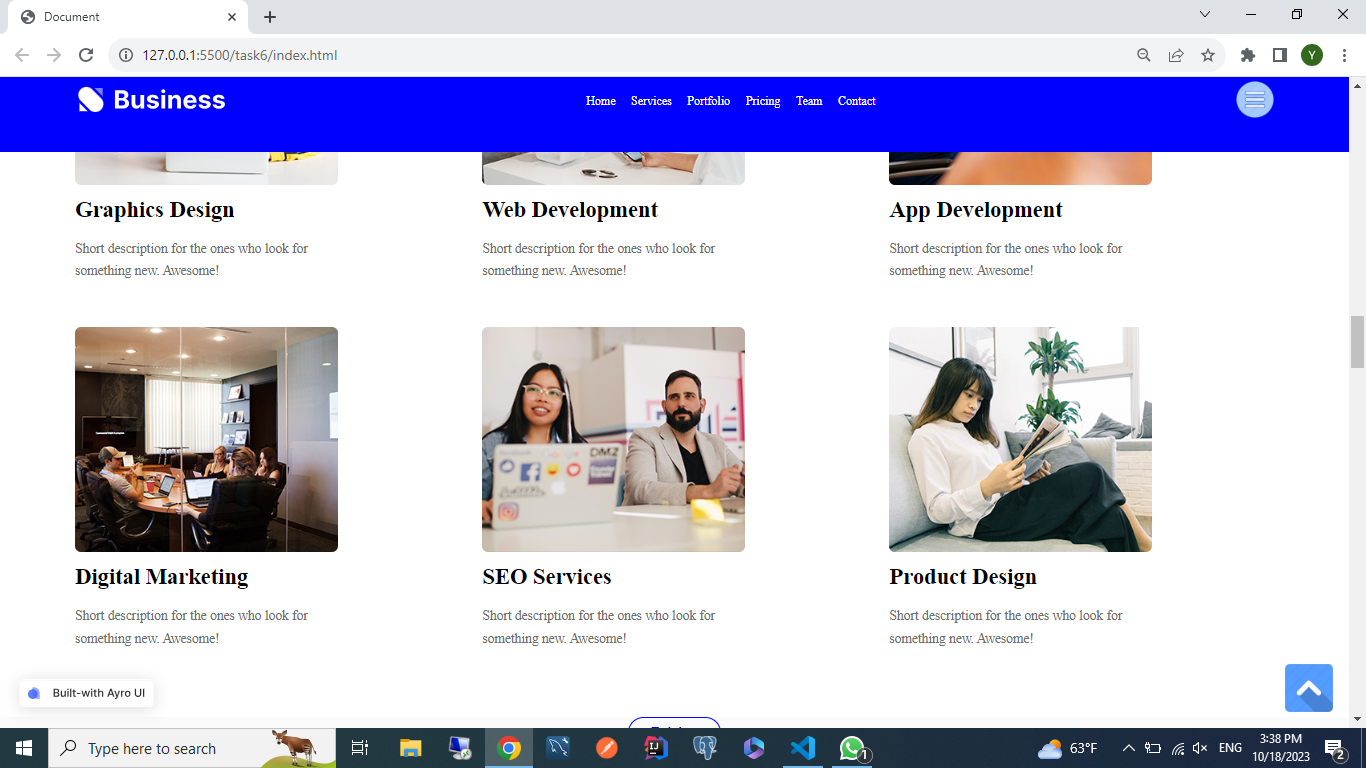 Document
127.0.0.1:5500/task6/index.html
Y
Business
Home Services Portfolio Pricing Team Contact
Graphics Design
Web Development
App Development
Short description for the ones who look for
something new. Awesome!
Short description for the ones who look for
something new. Awesome!
Short description for the ones who look for
something new. Awesome!
DMZ
Digital Marketing
SEO Services
Product Design
Short description for the ones who look for
something new. Awesome!
Short description for the ones who look for
something new. Awesome!
Short description for the ones who look for
something new. Awesome!
Built-with Ayro UI
Type here to search
1
63°F
ENG
3:38 PM
10/18/2023
2